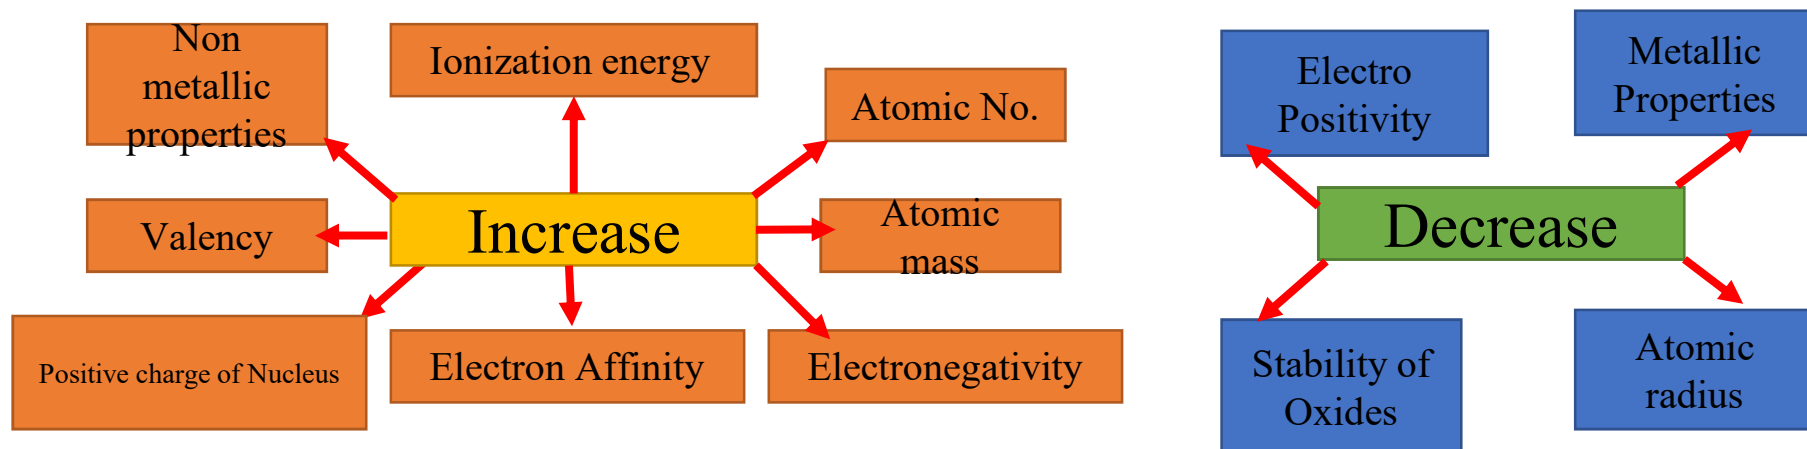 Non
metallic
properties
Ionization energy
Atomic No.
Valency
Increase
Atomic
mass
Positive charge of Nucleus
Electron Affinity
Electronegativity
Electro
Positivity
Metallic
Properties
Decrease
Stability of
Oxides
Atomic
radius